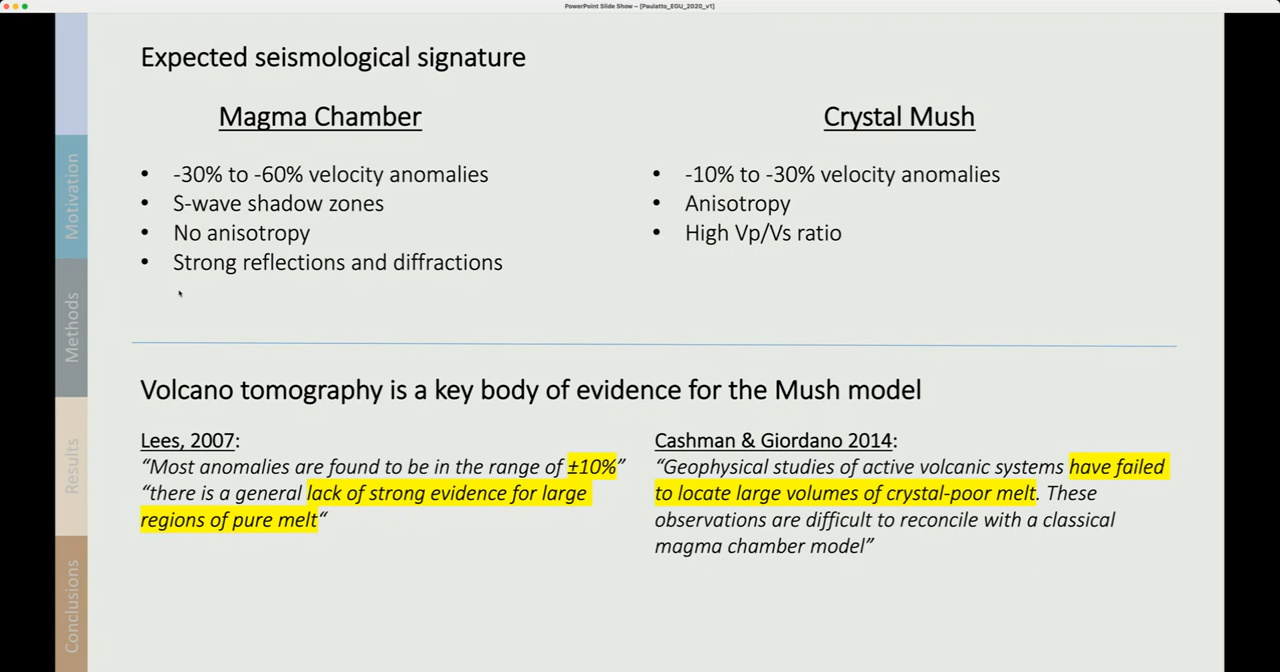 PowerPoint Slide Show – [Paulatto_EGU_2020_v1]
Expected seismological signature
Magma Chamber
• -30% to -60% velocity anomalies
• S-wave shadow zones
• No anisotropy
• Strong reflections and diffractions
Crystal Mush
• -10% to -30% velocity anomalies
• Anisotropy
• High Vp/Vs ratio
Volcano tomography is a key body of evidence for the Mush model
Lees, 2007:
“Most anomalies are found to be in the range of ±10%”
“there is a general lack of strong evidence for large
regions of pure melt“
Cashman & Giordano 2014:
“Geophysical studies of active volcanic systems have failed
to locate large volumes of crystal-poor melt. These
observations are difficult to reconcile with a classical
magma chamber model”
Motivation
Methods
Results
Conclusions